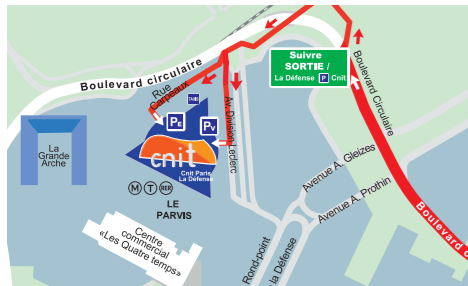 Boulevard circulaire
Rue
Carpeaux
Suivre
SORTIE /
La Défense P Cnit
Boulevard Circulaire
PE
PV
Av. Division Leclerc
cnit
Cnit Paris
La Défense
La
Grande
Arche
M T RER
LE
PARVIS
Avenue A. Gleizes
Avenue A. Prothin
Centre
commercial
«Les Quatre temps»
Rond-point
la Défense
Boulevard c